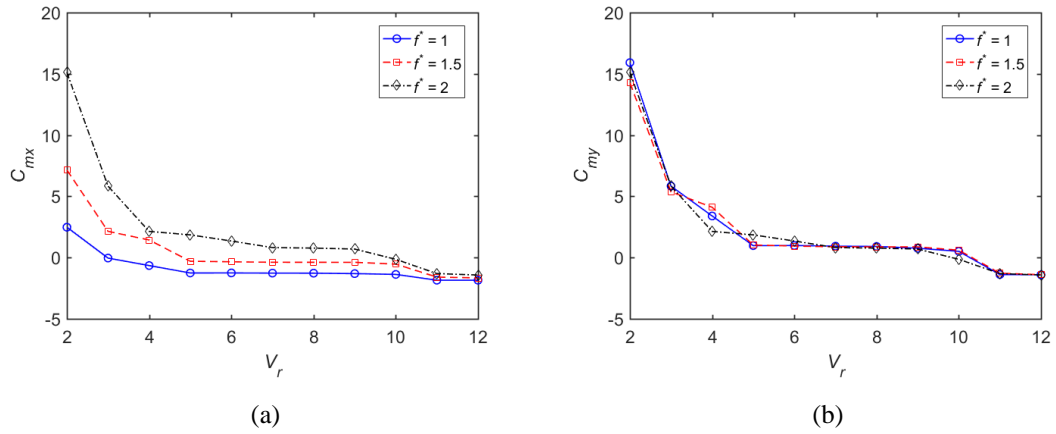 20
15
10
5
0
-5
C_mx
2 4 6 8 10 12
V_r
f* = 1
f* = 1.5
f* = 2
(a)
20
15
10
5
0
-5
C_my
2 4 6 8 10 12
V_r
f* = 1
f* = 1.5
f* = 2
(b)